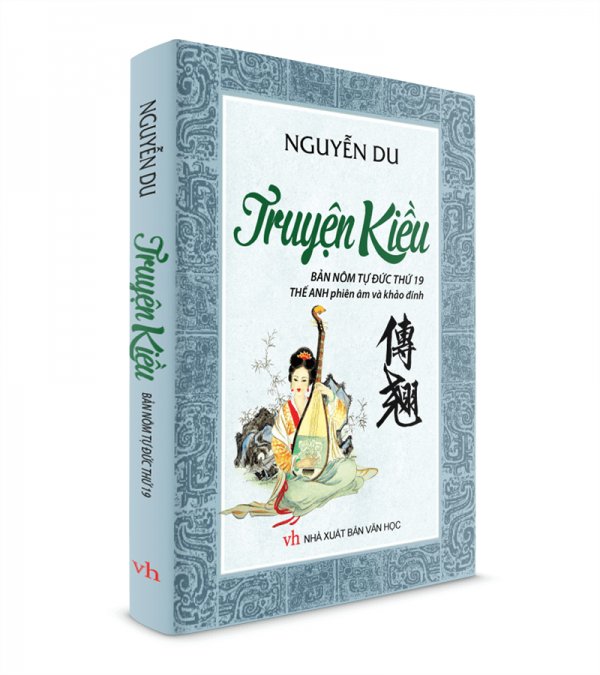 NGUYỄN DU
Truyện Kiều
BẢN NÔM TỰ ĐỨC THỨ 19
THẾ ANH phiên âm và khảo đính
傳翹
vh NHÀ XUẤT BẢN VĂN HỌC
NGUYỄN DU
Truyện Kiều
BẢN NÔM TỰ ĐỨC THỨ 19
vh